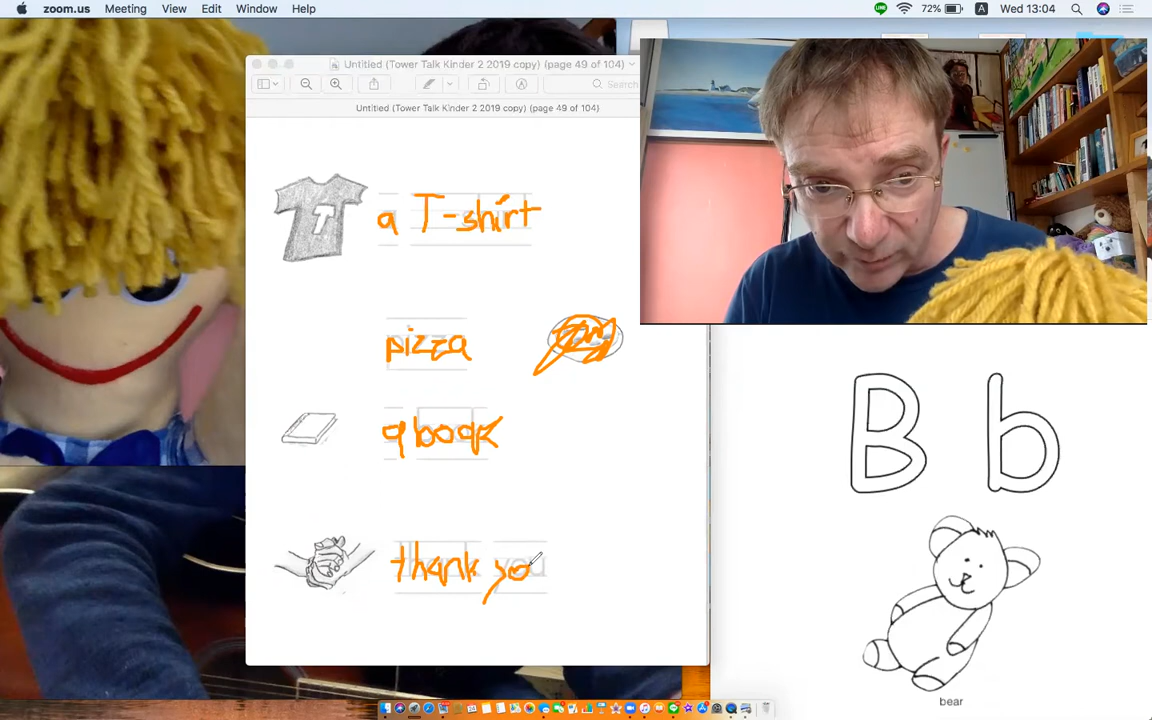 zoom.us Meeting View Edit Window Help 72% A Wed 13:04
Untitled (Tower Talk Kinder 2 2019 copy) (page 49 of 104)
Search
Untitled (Tower Talk Kinder 2 2019 copy) (page 49 of 104)
T
a T-shirt
pizza
a book
thank yo
B b
bear